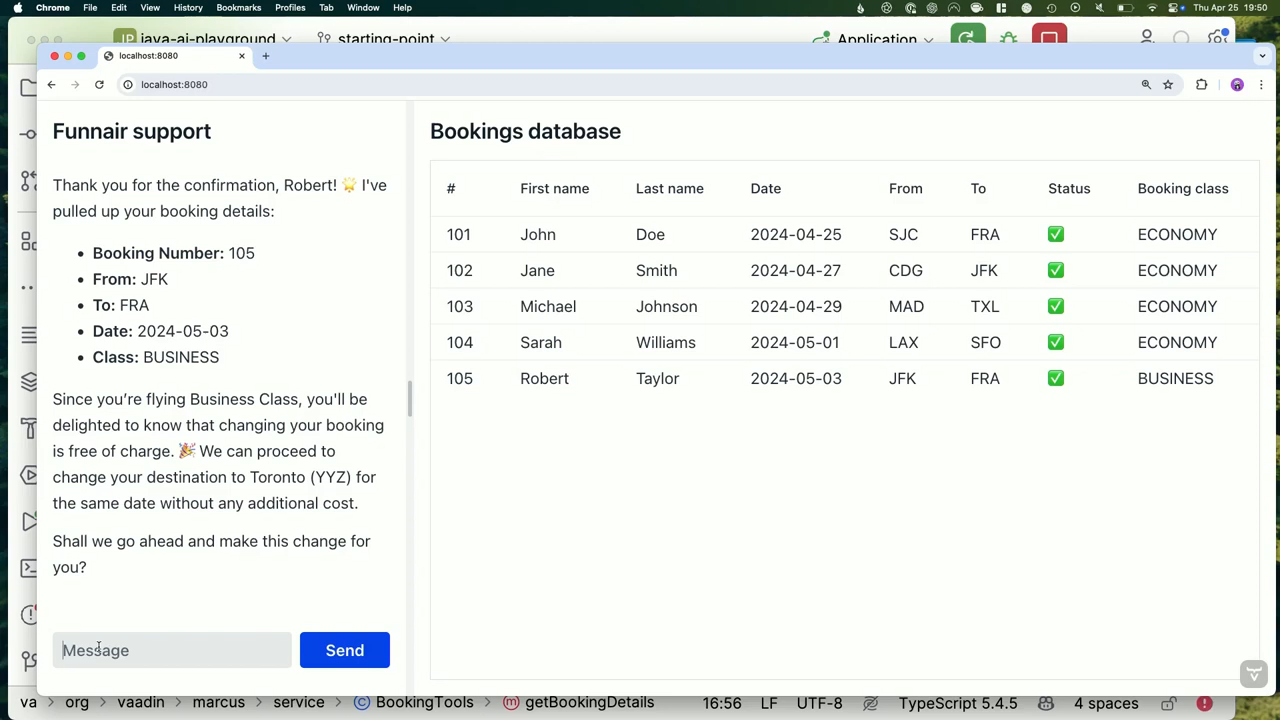 Chrome File Edit View History Bookmarks Profiles Tab Window Help Thu Apr 25 19:50
IP java-ai-playground starting-point Application
localhost:8080
localhost:8080
Funnair support
Thank you for the confirmation, Robert! 🌟 I've
pulled up your booking details:
• Booking Number: 105
• From: JFK
• To: FRA
• Date: 2024-05-03
• Class: BUSINESS
Since you’re flying Business Class, you'll be
delighted to know that changing your booking
is free of charge. 🎉 We can proceed to
change your destination to Toronto (YYZ) for
the same date without any additional cost.
Shall we go ahead and make this change for
you?
Message Send
Bookings database
# First name Last name Date From To Status Booking class
101 John Doe 2024-04-25 SJC FRA ✅ ECONOMY
102 Jane Smith 2024-04-27 CDG JFK ✅ ECONOMY
103 Michael Johnson 2024-04-29 MAD TXL ✅ ECONOMY
104 Sarah Williams 2024-05-01 LAX SFO ✅ ECONOMY
105 Robert Taylor 2024-05-03 JFK FRA ✅ BUSINESS
va > org > vaadin > marcus > service > BookingTools > getBookingDetails 16:56 LF UTF-8 TypeScript 5.4.5 4 spaces